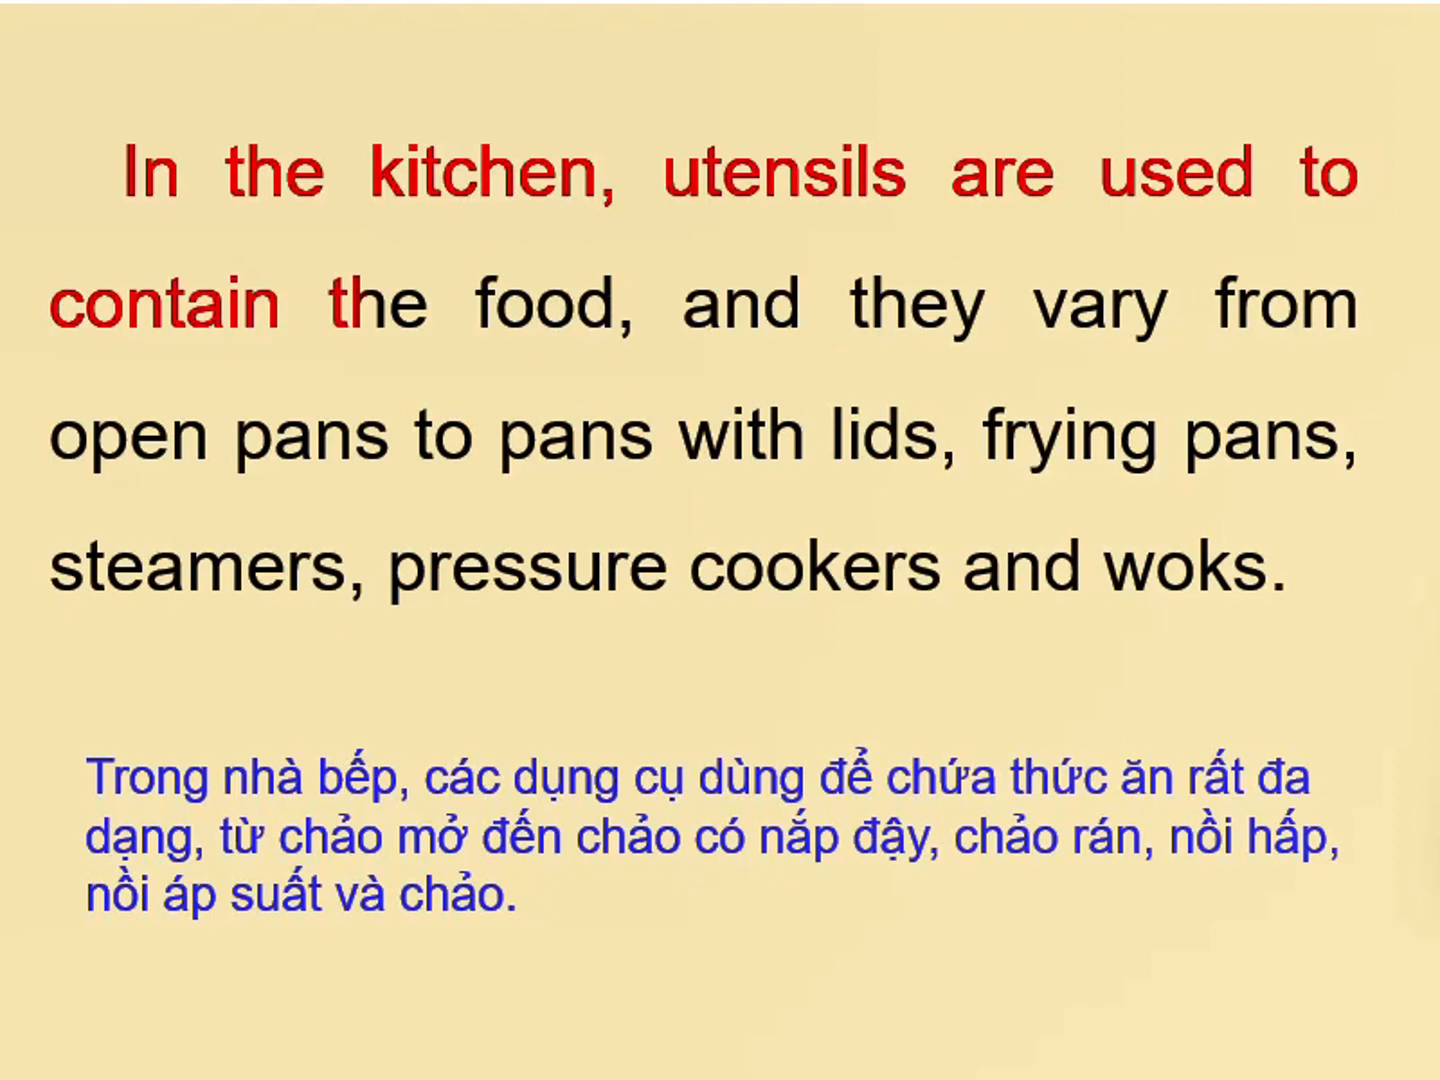 In the kitchen, utensils are used to
contain the food, and they vary from
open pans to pans with lids, frying pans,
steamers, pressure cookers and woks.
Trong nhà bếp, các dụng cụ dùng để chứa thức ăn rất đa
dạng, từ chảo mở đến chảo có nắp đậy, chảo rán, nồi hấp,
nồi áp suất và chảo.